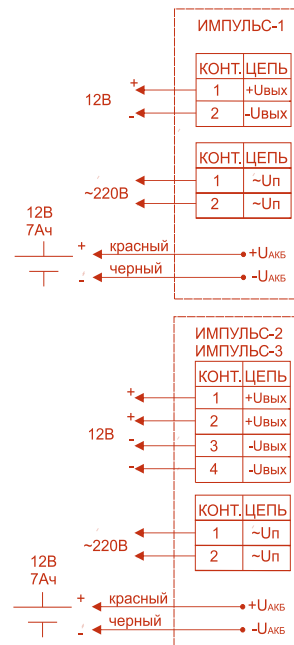 ИМПУЛЬС-1
КОНТ. ЦЕПЬ
+ 1 +Uвых
12В
- 2 -Uвых
КОНТ. ЦЕПЬ
1 ~Uп
~220В
2 ~Uп
12В
7Ач
+ красный +UАКБ
- черный -UАКБ
ИМПУЛЬС-2
ИМПУЛЬС-3
КОНТ. ЦЕПЬ
+ 1 +Uвых
+ 2 +Uвых
12В
- 3 -Uвых
- 4 -Uвых
КОНТ. ЦЕПЬ
1 ~Uп
~220В
2 ~Uп
12В
7Ач
+ красный +UАКБ
- черный -UАКБ